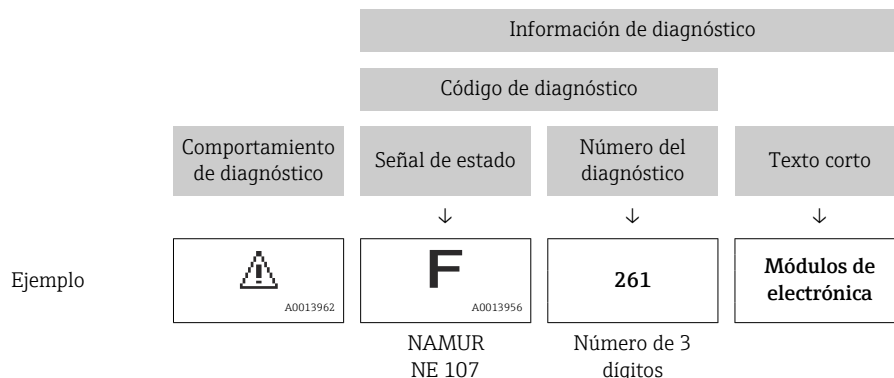 Información de diagnóstico
Código de diagnóstico
Comportamiento
de diagnóstico
Señal de estado
Número del
diagnóstico
Texto corto
↓
↓
↓
Ejemplo
A0013962
F
A0013956
261
Módulos de
electrónica
NAMUR
NE 107
Número de 3
dígitos